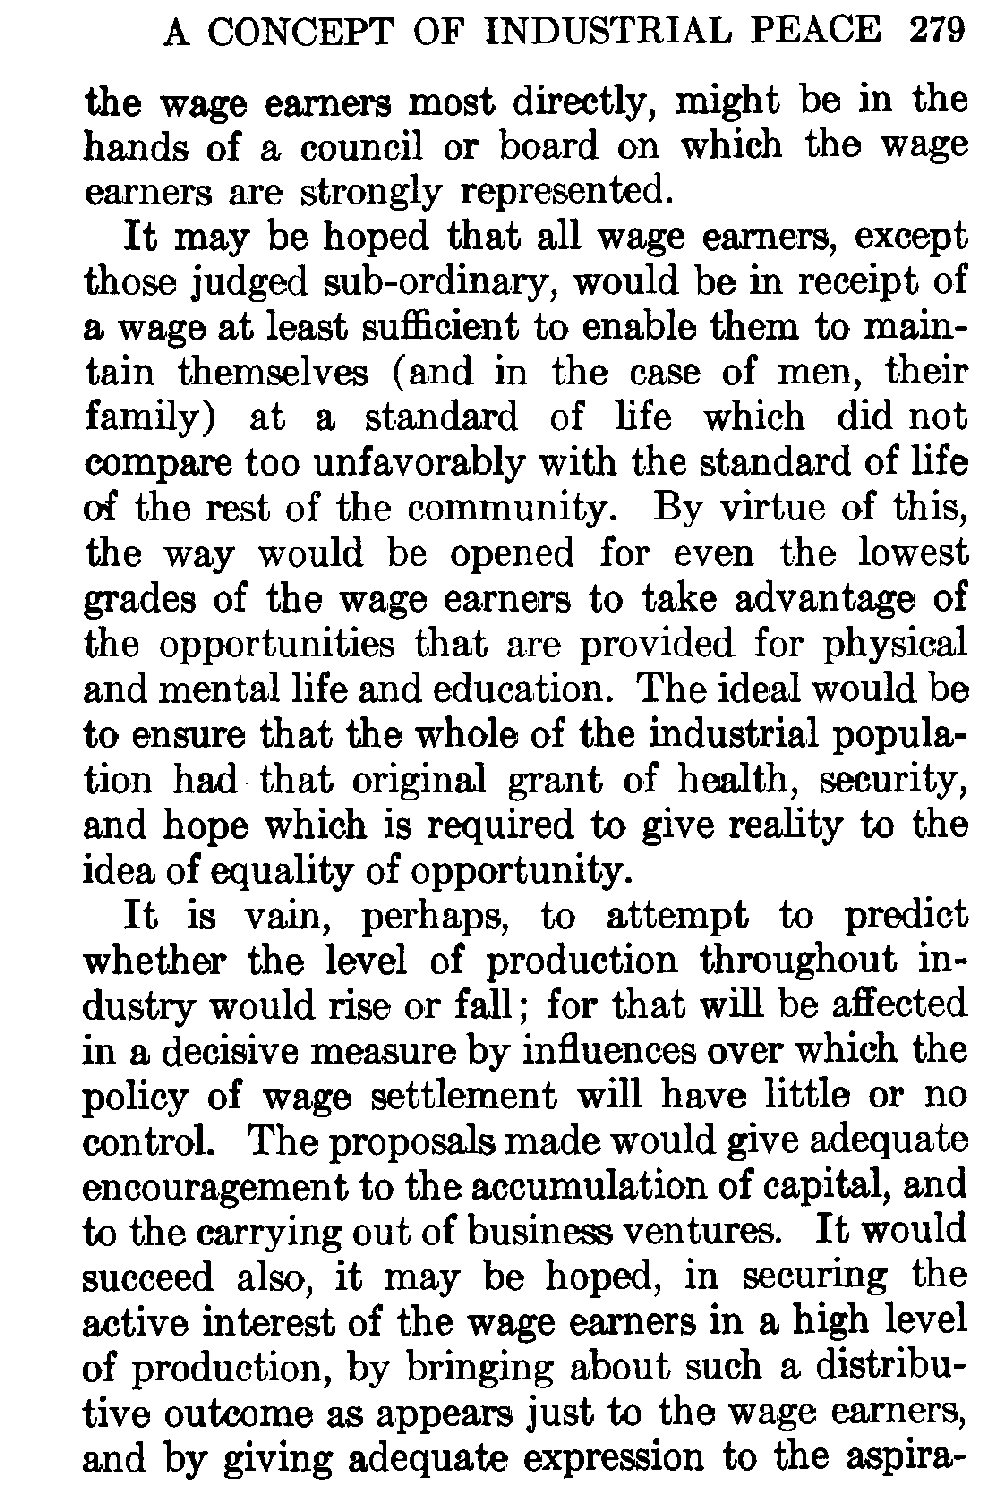 A CONCEPT OF INDUSTRIAL PEACE 279
the wage earners most directly, might be in the
hands of a council or board on which the wage
earners are strongly represented.
It may be hoped that all wage earners, except
those judged sub-ordinary, would be in receipt of
a wage at least sufficient to enable them to main-
tain themselves (and in the case of men, their
family) at a standard of life which did not
compare too unfavorably with the standard of life
of the rest of the community. By virtue of this,
the way would be opened for even the lowest
grades of the wage earners to take advantage of
the opportunities that are provided for physical
and mental life and education. The ideal would be
to ensure that the whole of the industrial popula-
tion had that original grant of health, security,
and hope which is required to give reality to the
idea of equality of opportunity.
It is vain, perhaps, to attempt to predict
whether the level of production throughout in-
dustry would rise or fall; for that will be affected
in a decisive measure by influences over which the
policy of wage settlement will have little or no
control. The proposals made would give adequate
encouragement to the accumulation of capital, and
to the carrying out of business ventures. It would
succeed also, it may be hoped, in securing the
active interest of the wage earners in a high level
of production, by bringing about such a distribu-
tive outcome as appears just to the wage earners,
and by giving adequate expression to the aspira-